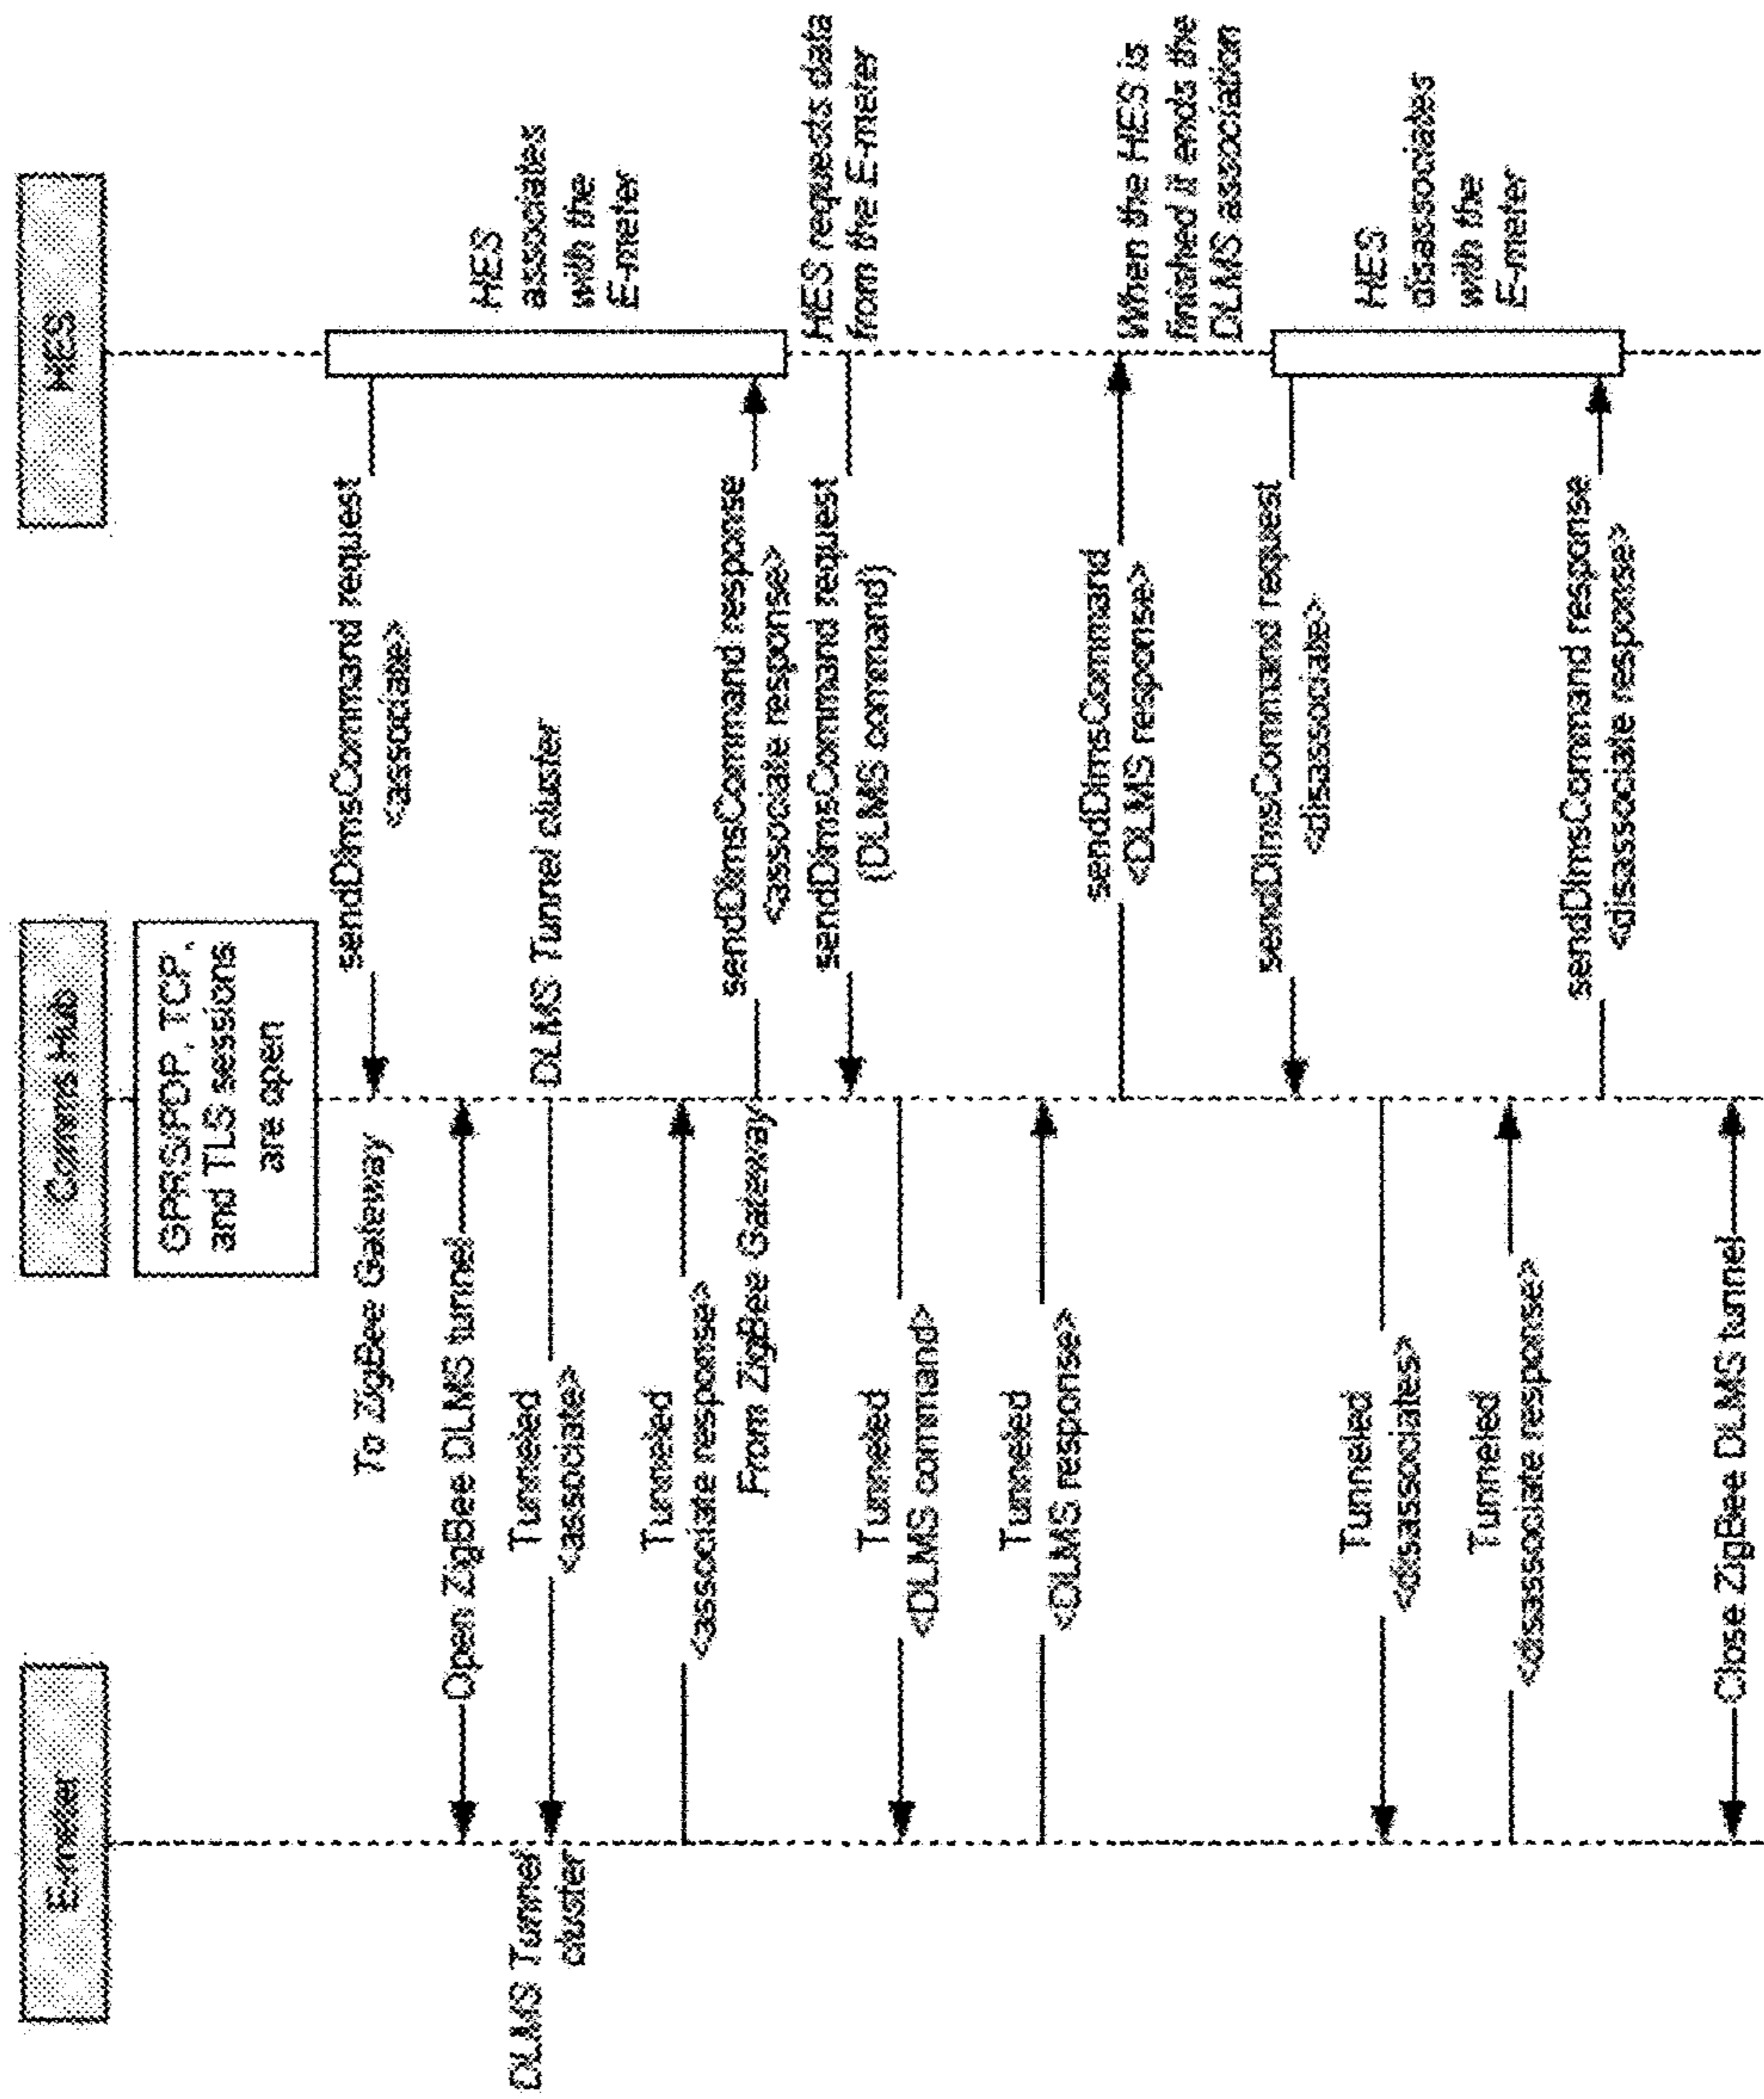 E-meter
Comms Hub
HES
GPRS/PDP, TCP,
and TLS sessions
are open
sendDlmsCommand request
<associate>
To ZigBee Gateway
HES
associates
with the
E-meter
Open ZigBee DLMS tunnel
DLMS Tunnel
cluster
Tunneled
<associate>
DLMS Tunnel cluster
Tunneled
<associate response>
From ZigBee Gateway
sendDlmsCommand response
<associate response>
sendDlmsCommand request
(DLMS command)
HES requests data
from the E-meter
Tunneled
<DLMS command>
Tunneled
<DLMS response>
sendDlmsCommand
<DLMS response>
When the HES is
finished it ends the
DLMS association
sendDlmsCommand request
<disassociate>
HES
disassociates
with the
E-meter
Tunneled
<disassociates>
Tunneled
<disassociate response>
sendDlmsCommand response
<disassociate response>
Close ZigBee DLMS tunnel